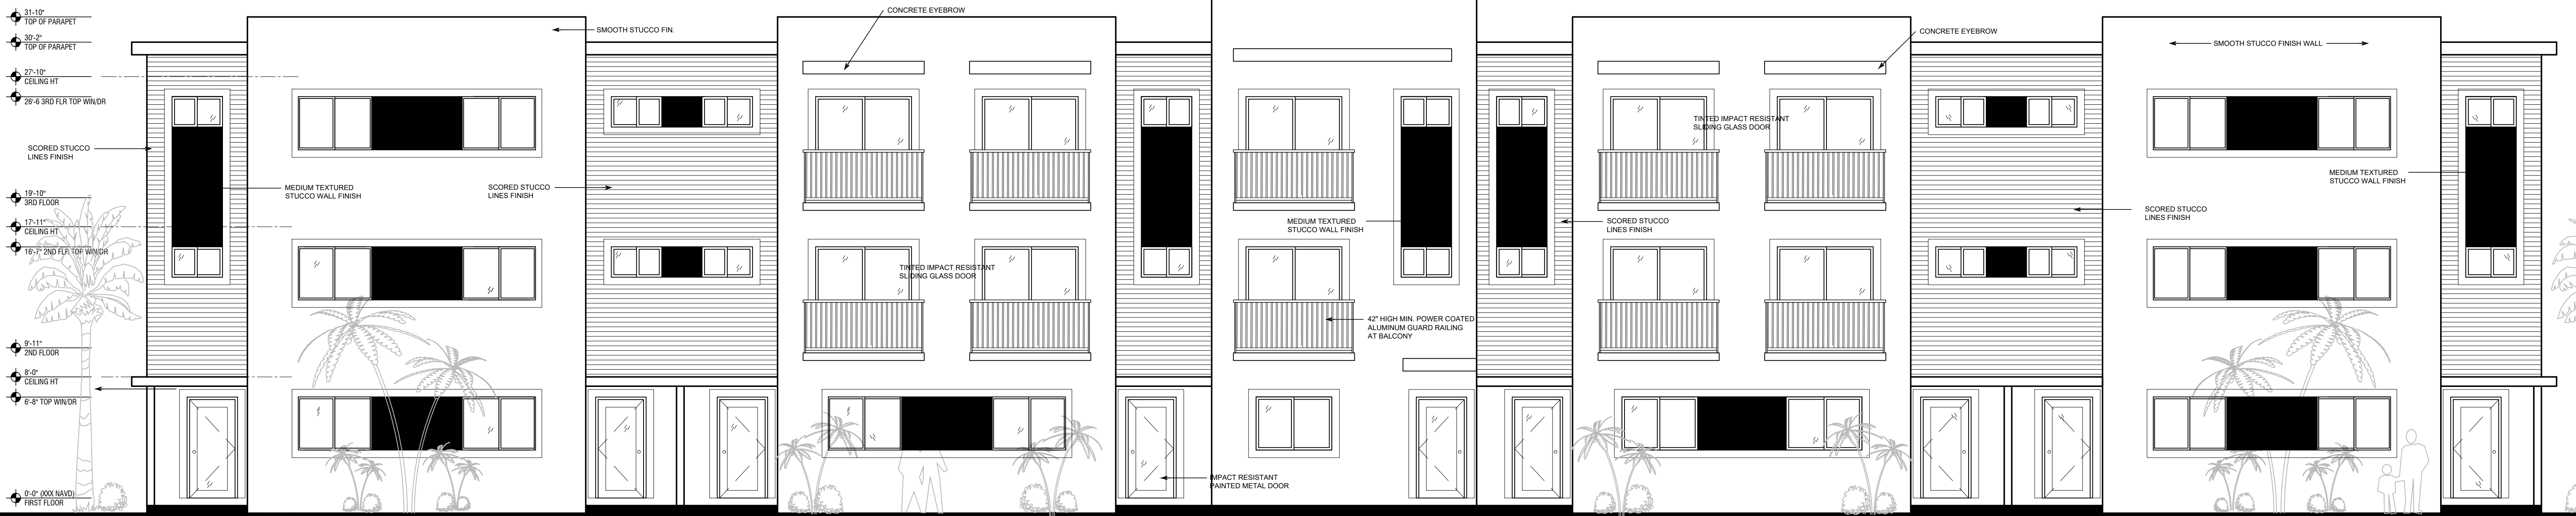 31'-10"
TOP OF PARAPET
30'-2"
TOP OF PARAPET
27'-10"
CEILING HT
26'-6 3RD FLR TOP WIN/DR
SCORED STUCCO
LINES FINISH
19'-10"
3RD FLOOR
17'-11"
CEILING HT
16'-7" 2ND FLR TOP WIN/DR
9'-11"
2ND FLOOR
8'-0"
CEILING HT
6'-8" TOP WIN/DR
0'-0" (XXX NAVD)
FIRST FLOOR
MEDIUM TEXTURED
STUCCO WALL FINISH
SMOOTH STUCCO FIN.
SCORED STUCCO
LINES FINISH
CONCRETE EYEBROW
TINTED IMPACT RESISTANT
SLIDING GLASS DOOR
IMPACT RESISTANT
PAINTED METAL DOOR
MEDIUM TEXTURED
STUCCO WALL FINISH
42" HIGH MIN. POWER COATED
ALUMINUM GUARD RAILING
AT BALCONY
SCORED STUCCO
LINES FINISH
TINTED IMPACT RESISTANT
SLIDING GLASS DOOR
CONCRETE EYEBROW
SMOOTH STUCCO FINISH WALL
SCORED STUCCO
LINES FINISH
MEDIUM TEXTURED
STUCCO WALL FINISH